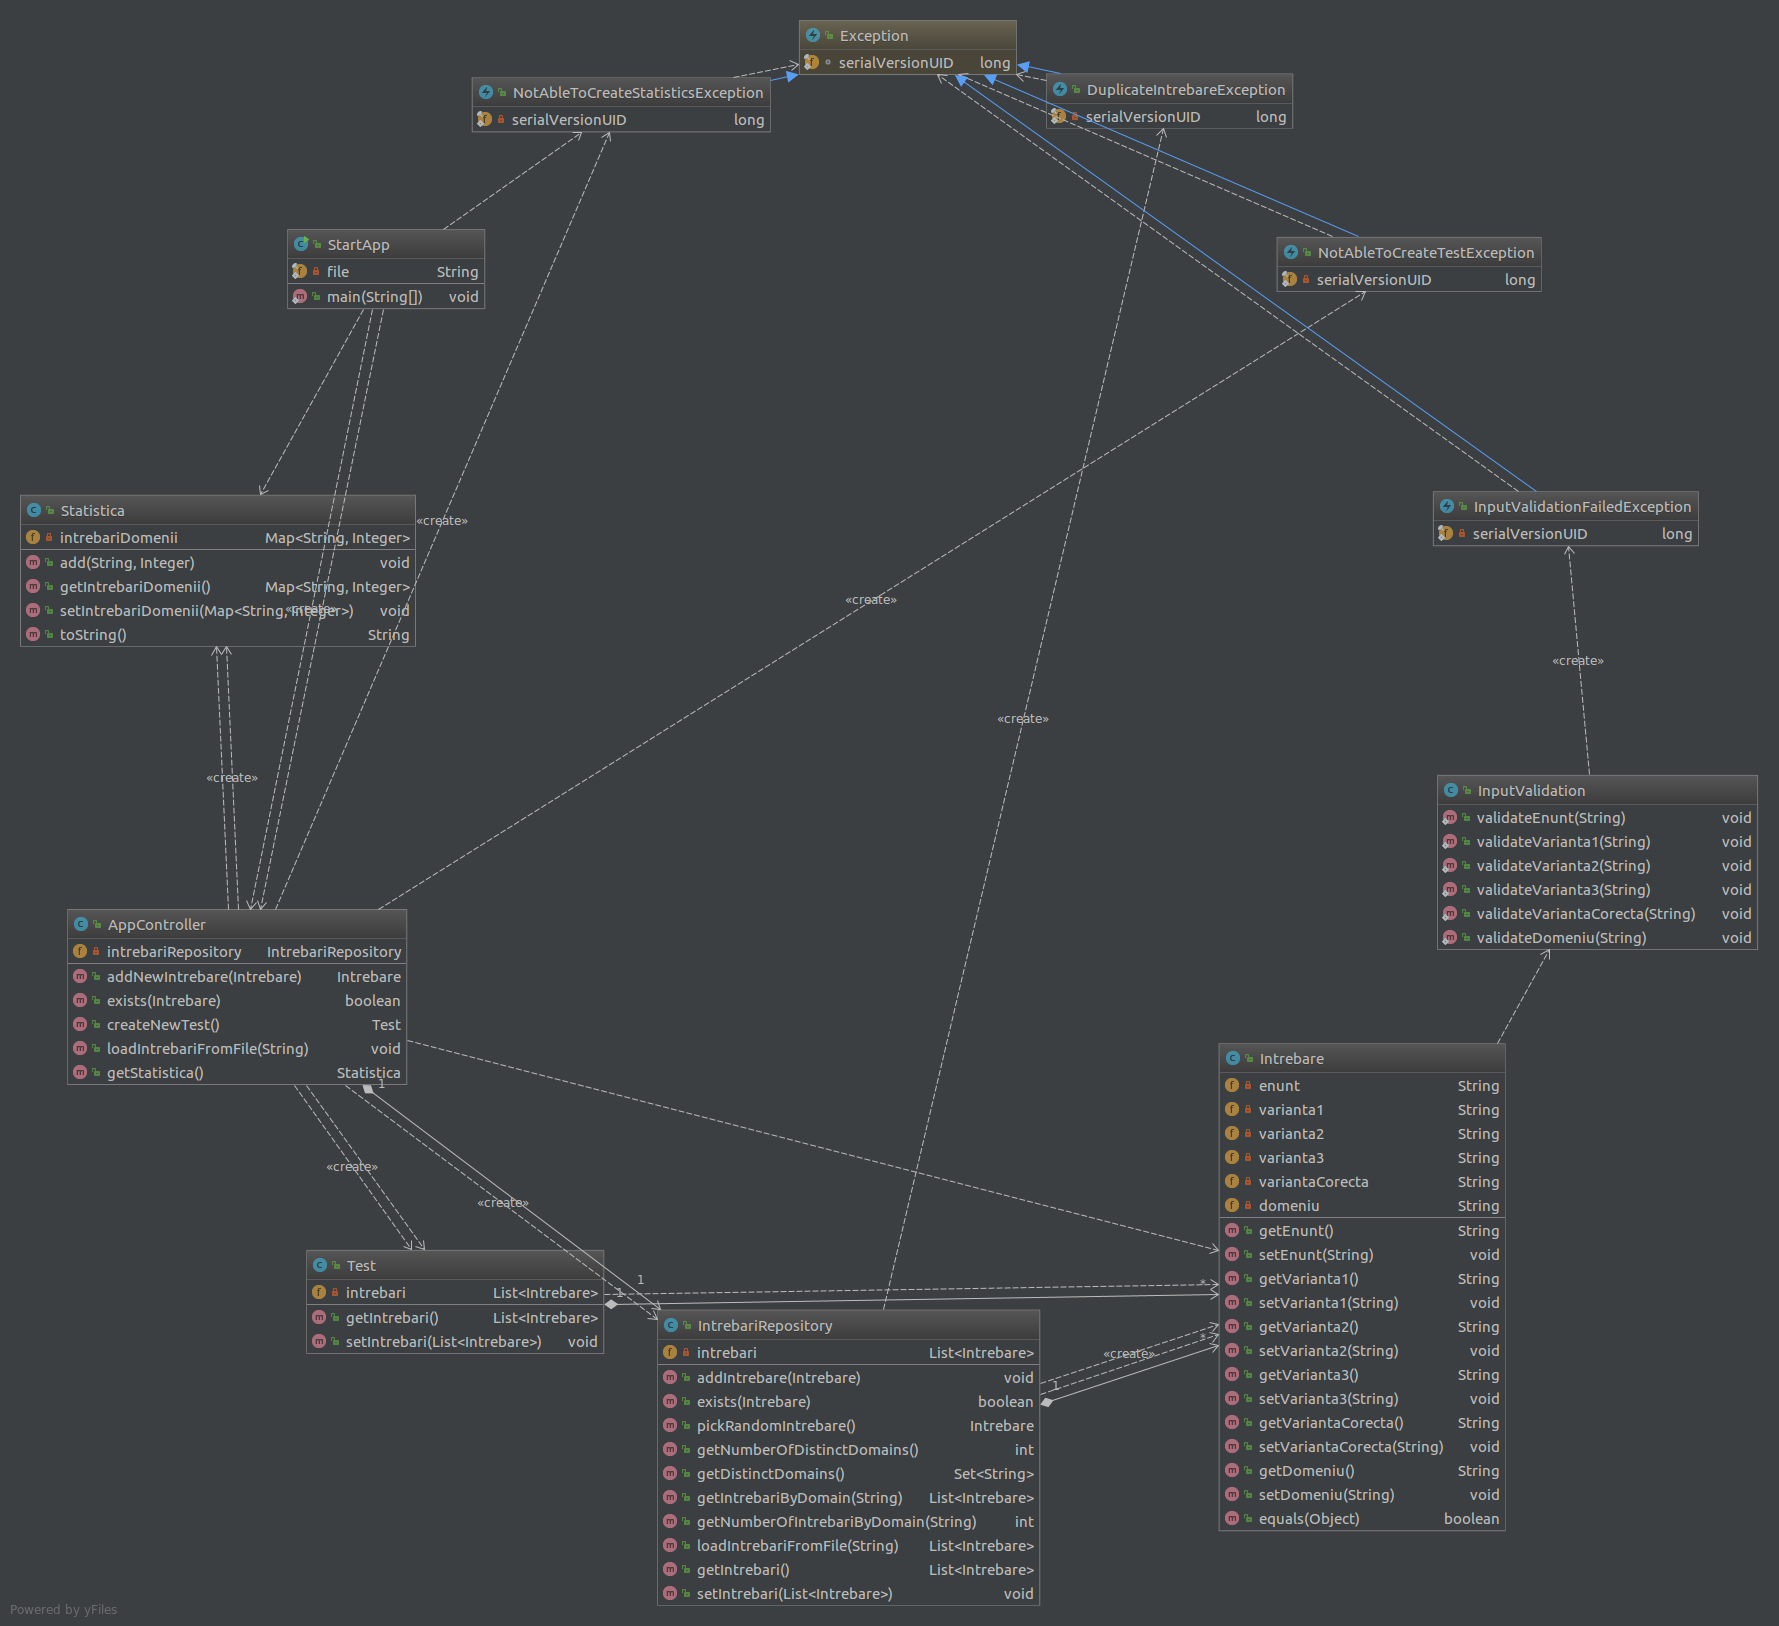 Exception
serialVersionUID long
NotAbleToCreateStatisticsException
serialVersionUID long
DuplicateIntrebareException
serialVersionUID long
StartApp
file String
main(String[]) void
NotAbleToCreateTestException
serialVersionUID long
Statistica
intrebariDomenii Map<String, Integer>
add(String, Integer) void
getIntrebariDomenii() Map<String, Integer>
setIntrebariDomenii(Map<String, Integer>) void
toString() String
«create»
«create»
InputValidationFailedException
serialVersionUID long
«create»
«create»
«create»
«create»
InputValidation
validateEnunt(String) void
validateVarianta1(String) void
validateVarianta2(String) void
validateVarianta3(String) void
validateVariantaCorecta(String) void
validateDomeniu(String) void
AppController
intrebariRepository IntrebariRepository
addNewIntrebare(Intrebare) Intrebare
exists(Intrebare) boolean
createNewTest() Test
loadIntrebariFromFile(String) void
getStatistica() Statistica
1
«create»
«create»
1
Test
intrebari List<Intrebare>
getIntrebari() List<Intrebare>
setIntrebari(List<Intrebare>) void
1
*
IntrebariRepository
intrebari List<Intrebare>
addIntrebare(Intrebare) void
exists(Intrebare) boolean
pickRandomIntrebare() Intrebare
getNumberOfDistinctDomains() int
getDistinctDomains() Set<String>
getIntrebariByDomain(String) List<Intrebare>
getNumberOfIntrebariByDomain(String) int
loadIntrebariFromFile(String) List<Intrebare>
getIntrebari() List<Intrebare>
setIntrebari(List<Intrebare>) void
«create»
1
*
Intrebare
enunt String
varianta1 String
varianta2 String
varianta3 String
variantaCorecta String
domeniu String
getEnunt() String
setEnunt(String) void
getVarianta1() String
setVarianta1(String) void
getVarianta2() String
setVarianta2(String) void
getVarianta3() String
setVarianta3(String) void
getVariantaCorecta() String
setVariantaCorecta(String) void
getDomeniu() String
setDomeniu(String) void
equals(Object) boolean
Powered by yFiles